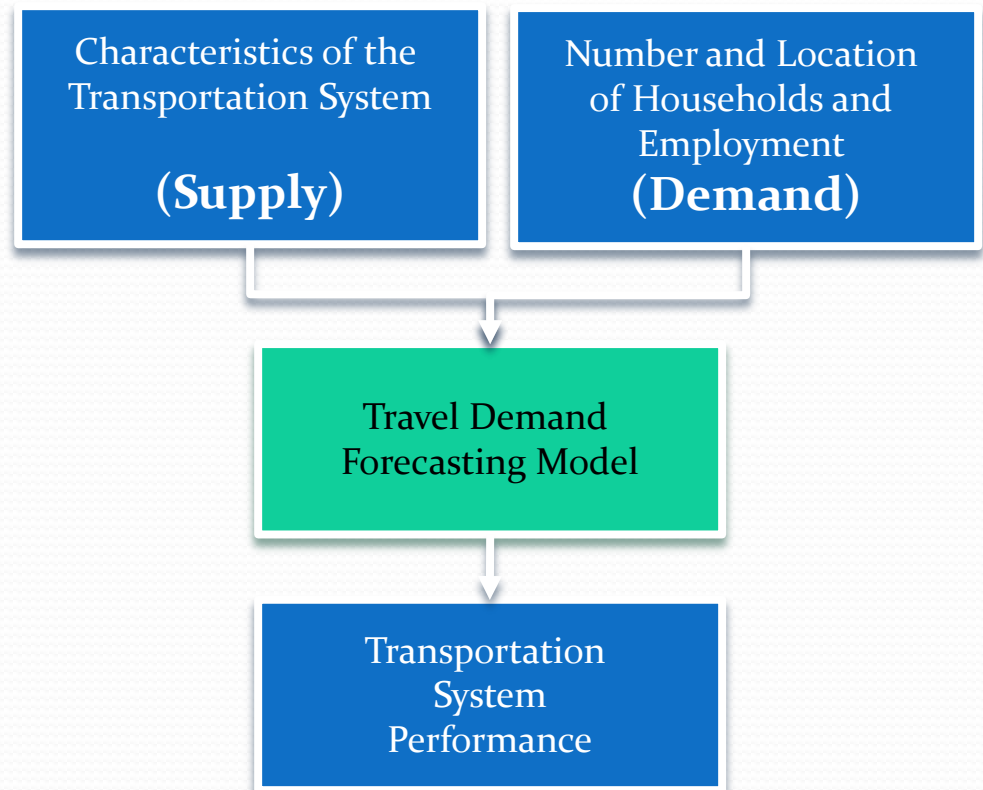 Characteristics of the
Transportation System
(Supply)
Number and Location
of Households and
Employment
(Demand)
Travel Demand
Forecasting Model
Transportation
System
Performance